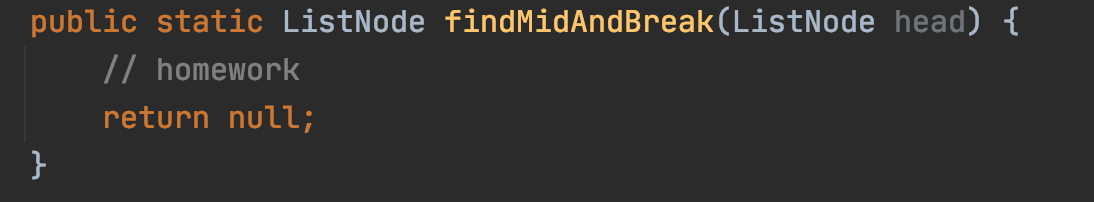 public static ListNode findMidAndBreak(ListNode head) {
    // homework
    return null;
}